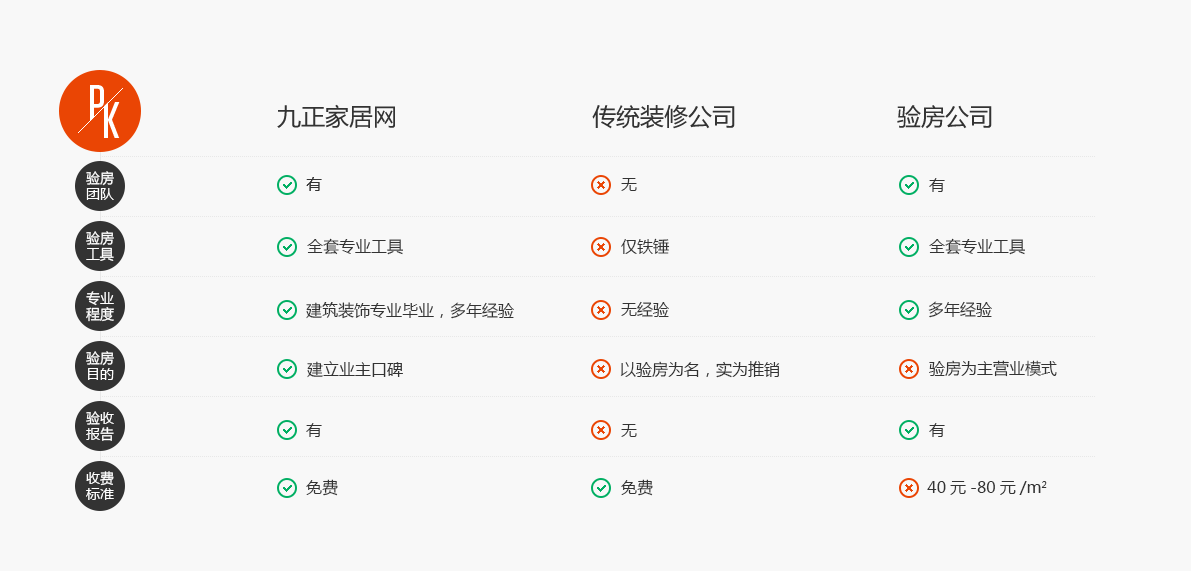 PK
九正家居网 传统装修公司 验房公司
验房
团队
有 无 有
验房
工具
全套专业工具 仅铁锤 全套专业工具
专业
程度
建筑装饰专业毕业，多年经验 无经验 多年经验
验房
目的
建立业主口碑 以验房为名，实为推销 验房为主营业模式
验收
报告
有 无 有
收费
标准
免费 免费 40 元 -80 元 /m²